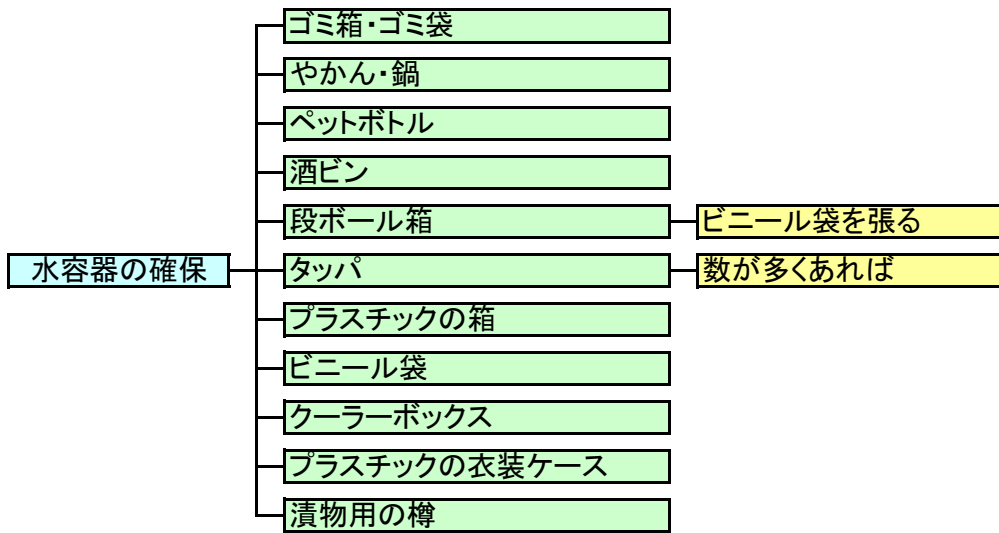 ゴミ箱・ゴミ袋
やかん・鍋
ペットボトル
酒ビン
段ボール箱
ビニール袋を張る
水容器の確保
タッパ
数が多くあれば
プラスチックの箱
ビニール袋
クーラーボックス
プラスチックの衣装ケース
漬物用の樽